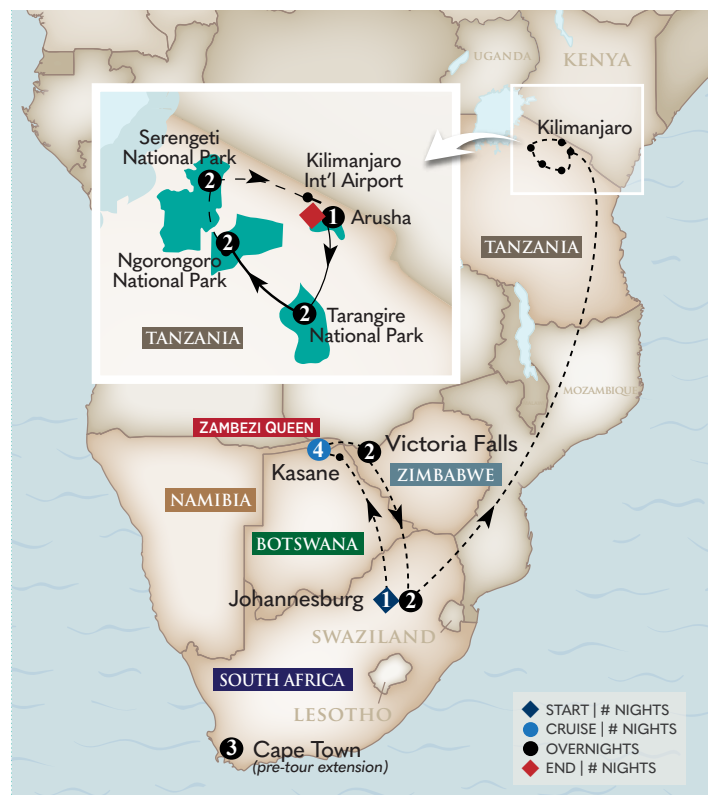 UGANDA
KENYA
Kilimanjaro
Serengeti
National Park
2
Kilimanjaro
Int'l Airport
1
Arusha
2
Ngorongoro
National Park
2
Tarangire
National Park
TANZANIA
TANZANIA
MOZAMBIQUE
ZAMBEZI QUEEN
4
2
Victoria Falls
Kasane
ZIMBABWE
NAMIBIA
BOTSWANA
Johannesburg
1
2
SWAZILAND
SOUTH AFRICA
LESOTHO
3
Cape Town
(pre-tour extension)
START | # NIGHTS
CRUISE | # NIGHTS
OVERNIGHTS
END | # NIGHTS